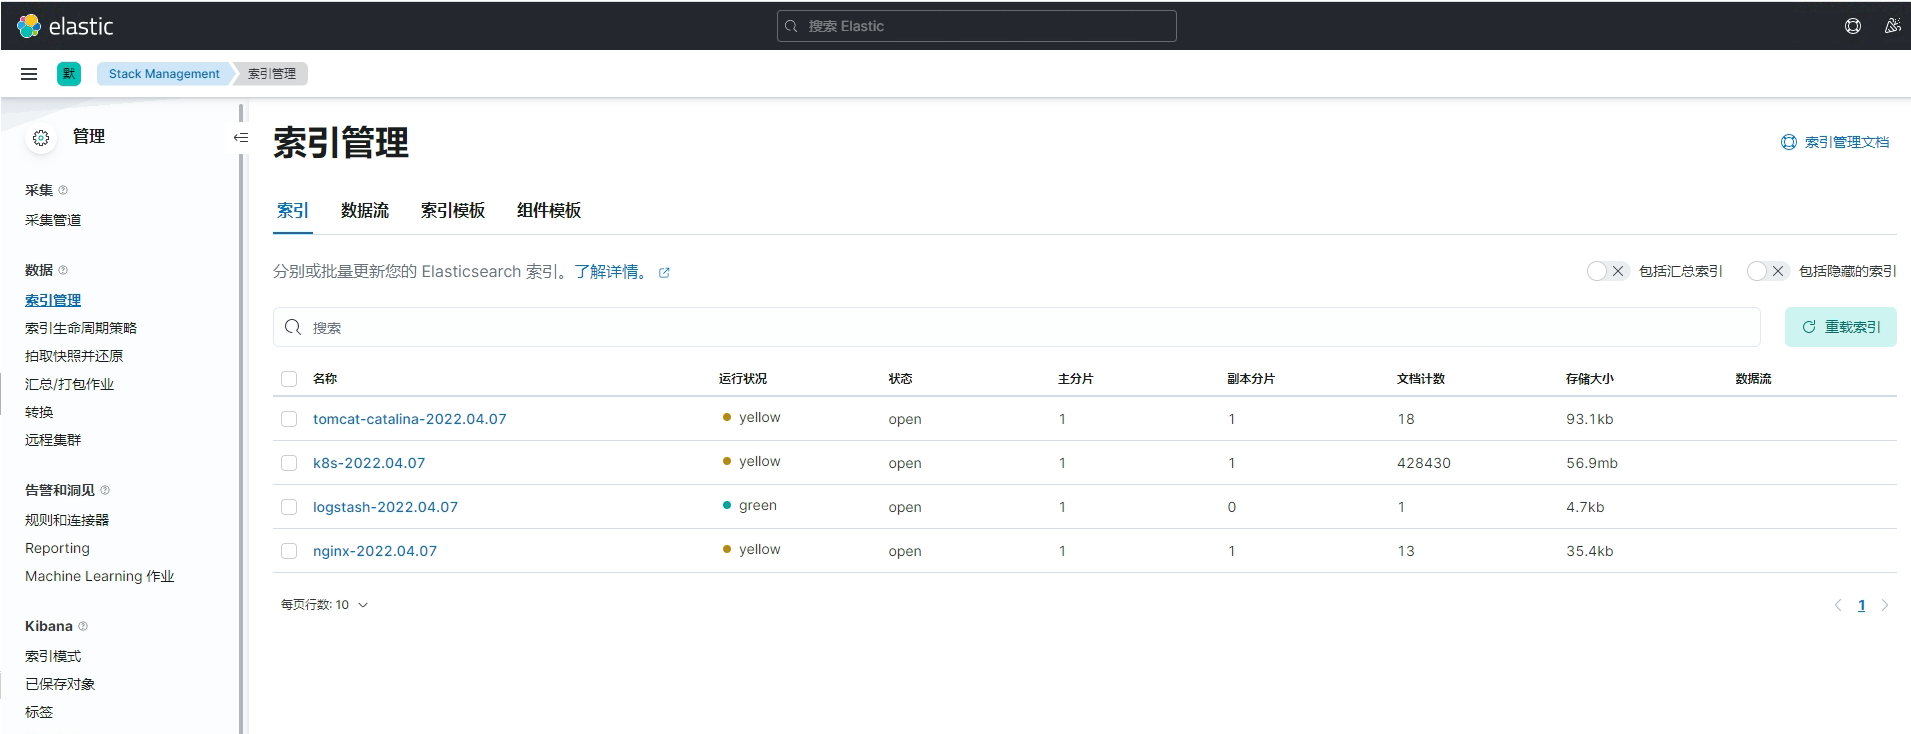 elastic
搜索 Elastic
默
Stack Management
索引管理
管理
采集
采集管道
数据
索引管理
索引生命周期策略
拍取快照并还原
汇总/打包作业
转换
远程集群
告警和洞见
规则和连接器
Reporting
Machine Learning 作业
Kibana
索引模式
已保存对象
标签
索引管理
索引管理文档
索引 数据流 索引模板 组件模板
分别或批量更新您的 Elasticsearch 索引。了解详情。 包括汇总索引 包括隐藏的索引
搜索 重载索引
名称 运行状况 状态 主分片 副本分片 文档计数 存储大小 数据流
tomcat-catalina-2022.04.07 yellow open 1 1 18 93.1kb
k8s-2022.04.07 yellow open 1 1 428430 56.9mb
logstash-2022.04.07 green open 1 0 1 4.7kb
nginx-2022.04.07 yellow open 1 1 13 35.4kb
每页行数: 10 1